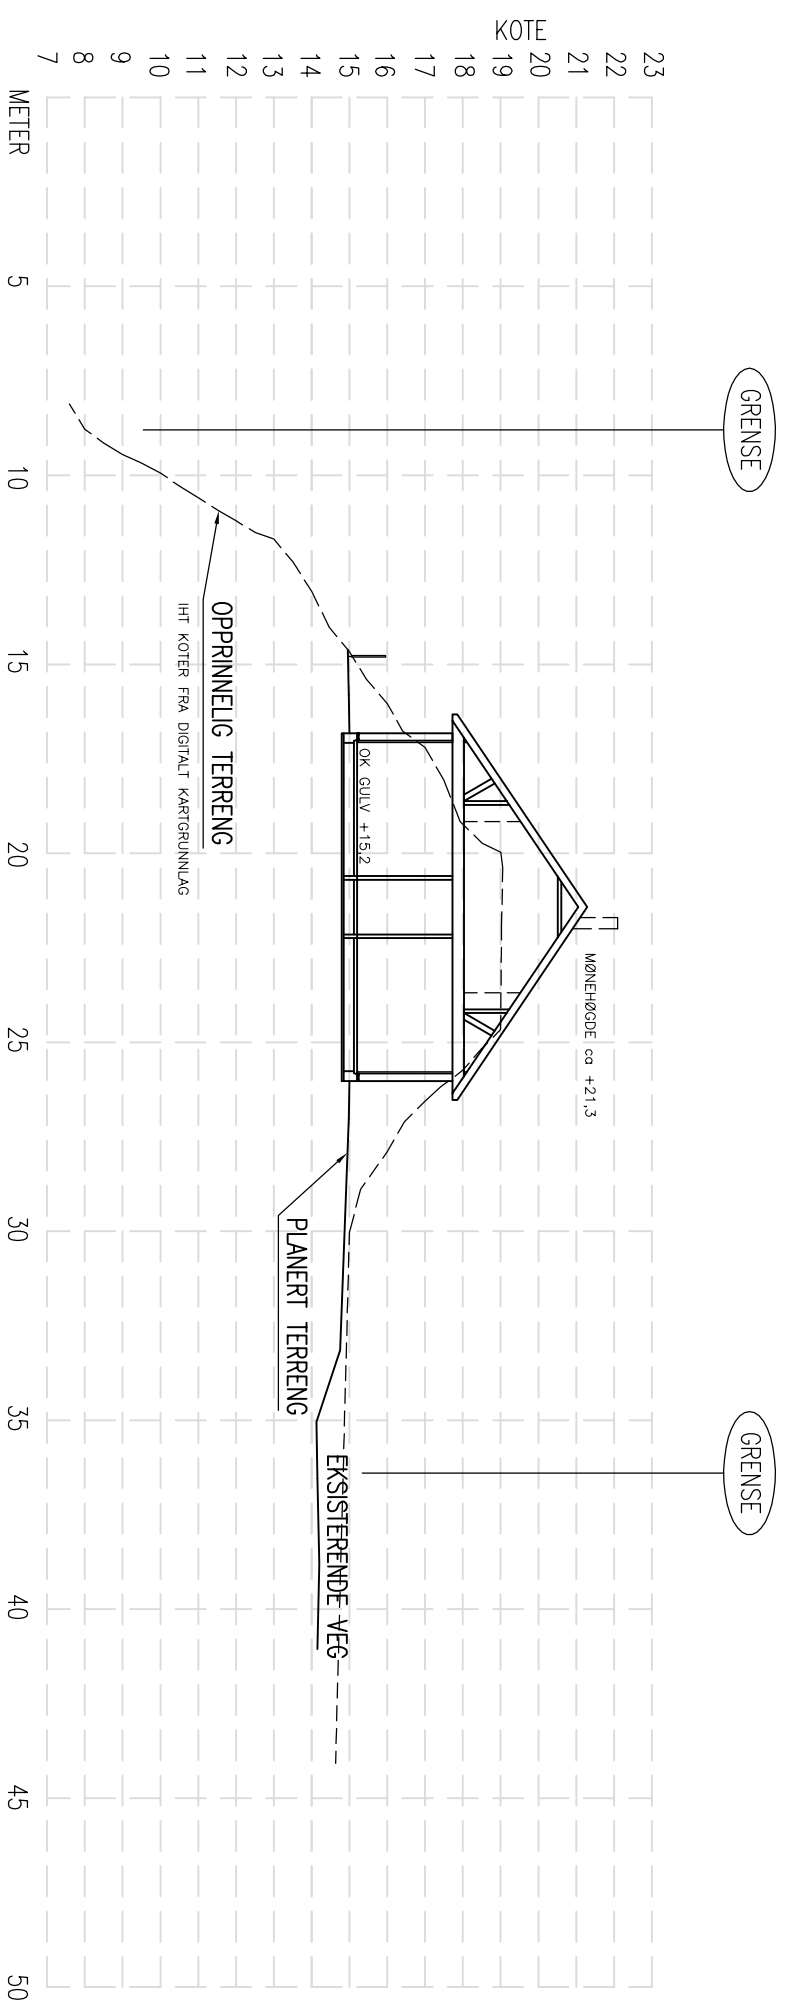 KOTE
23
22
21
20
19
18
17
16
15
14
13
12
11
10
9
8
7
METER
5
10
15
20
25
30
35
40
45
50
GRENSE
GRENSE
MØNEHØGDE ca +21,3
OK GULV +15,2
OPPRINNELIG TERRENG
IHT KOTER FRA DIGITALT KARTGRUNNLAG
PLANERT TERRENG
EKSISTERENDE VEG